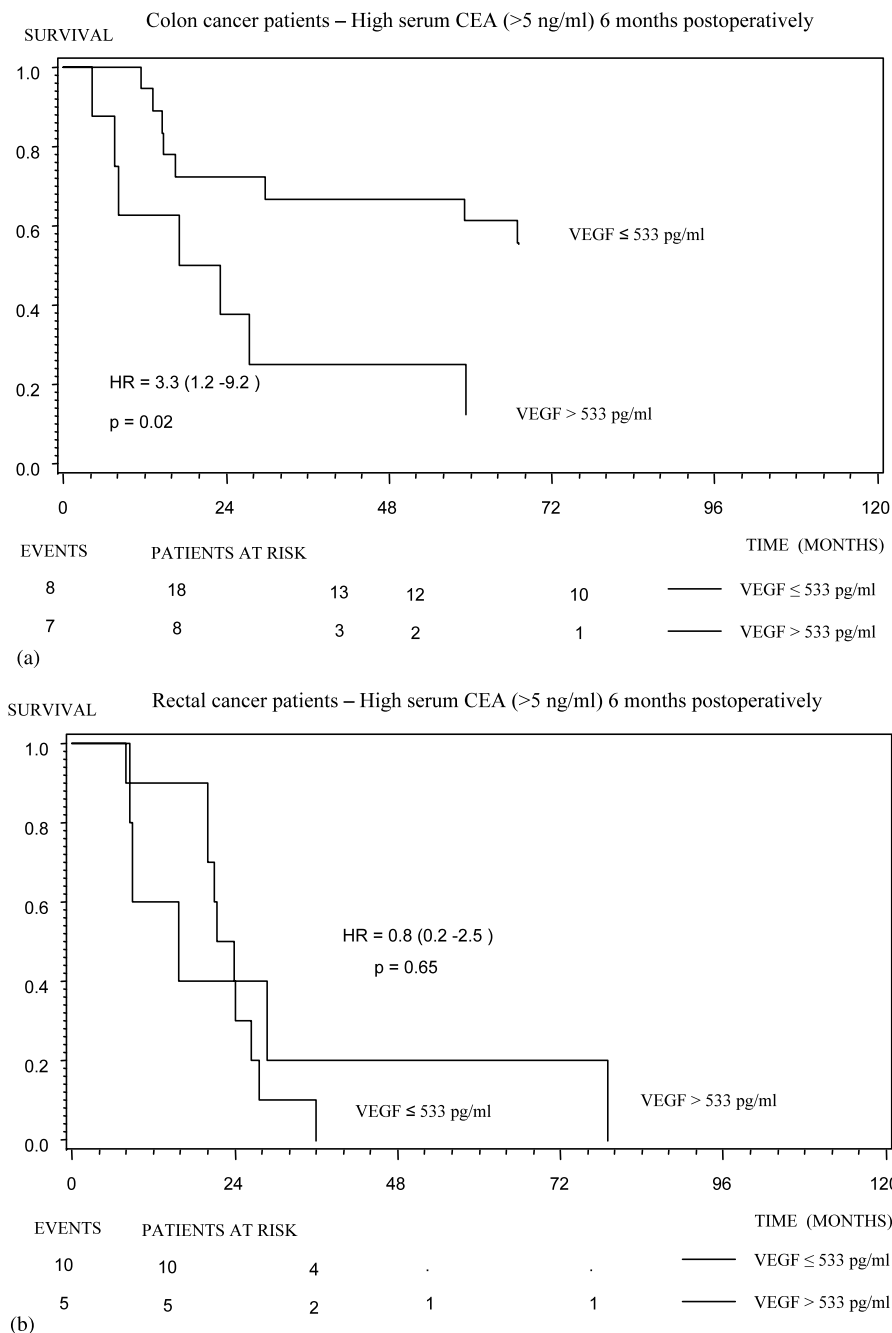 Colon cancer patients – High serum CEA (>5 ng/ml) 6 months postoperatively
SURVIVAL
1.0
0.8
0.6
VEGF ≤ 533 pg/ml
0.4
HR = 3.3 (1.2 -9.2 )
0.2
VEGF > 533 pg/ml
p = 0.02
0.0
0 24 48 72 96 120
TIME (MONTHS)
EVENTS PATIENTS AT RISK
8 18 13 12 10 VEGF ≤ 533 pg/ml
7 8 3 2 1 VEGF > 533 pg/ml
(a)
Rectal cancer patients – High serum CEA (>5 ng/ml) 6 months postoperatively
SURVIVAL
1.0
0.8
0.6
HR = 0.8 (0.2 -2.5 )
p = 0.65
0.4
0.2
VEGF > 533 pg/ml
VEGF ≤ 533 pg/ml
0.0
0 24 48 72 96 120
TIME (MONTHS)
EVENTS PATIENTS AT RISK
10 10 4 . . VEGF ≤ 533 pg/ml
5 5 2 1 1 VEGF > 533 pg/ml
(b)